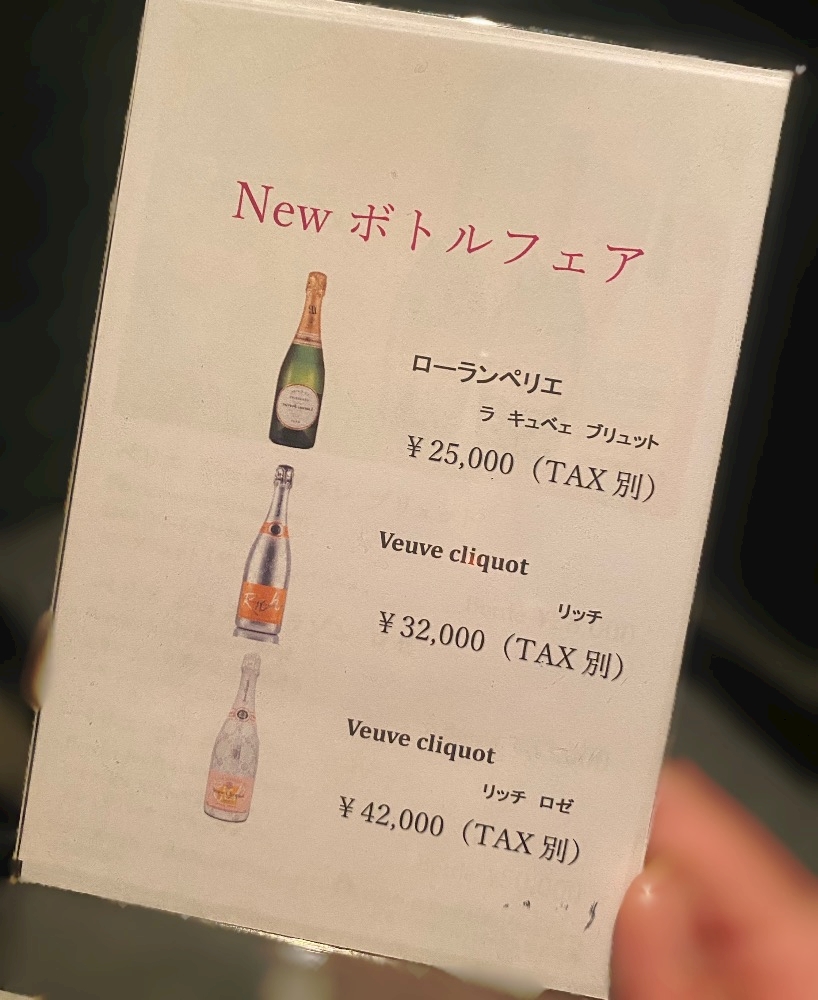 New ボトルフェア
ローランペリエ
ラ キュベェ ブリュット
¥25,000（TAX 別）
Veuve cliquot
リッチ
¥32,000（TAX 別）
Rich
Veuve cliquot
リッチ ロゼ
¥42,000（TAX 別）